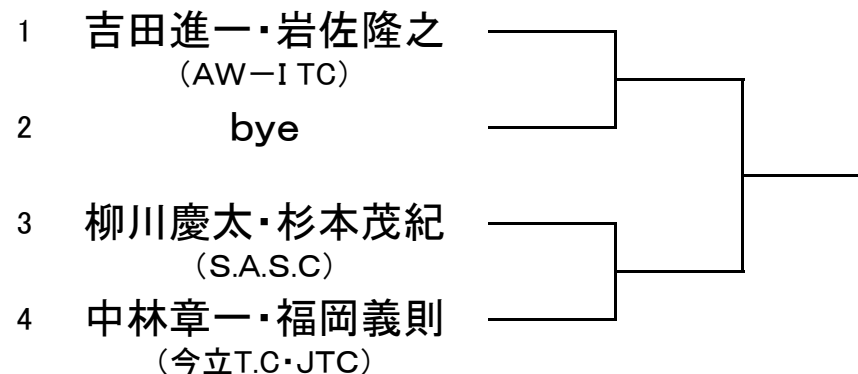 1 吉田進一・岩佐隆之
（AW－I TC）
2 bye
3 柳川慶太・杉本茂紀
（S.A.S.C）
4 中林章一・福岡義則
（今立T.C・JTC）